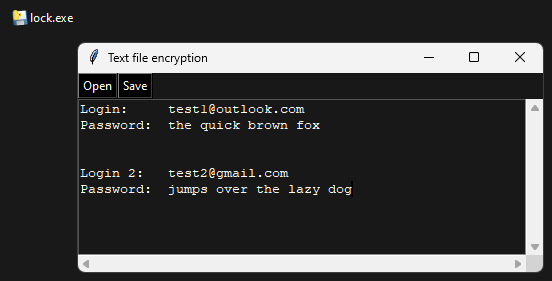 lock.exe
Text file encryption
Open Save
Login: test1@outlook.com
Password: the quick brown fox
Login 2: test2@gmail.com
Password: jumps over the lazy dog